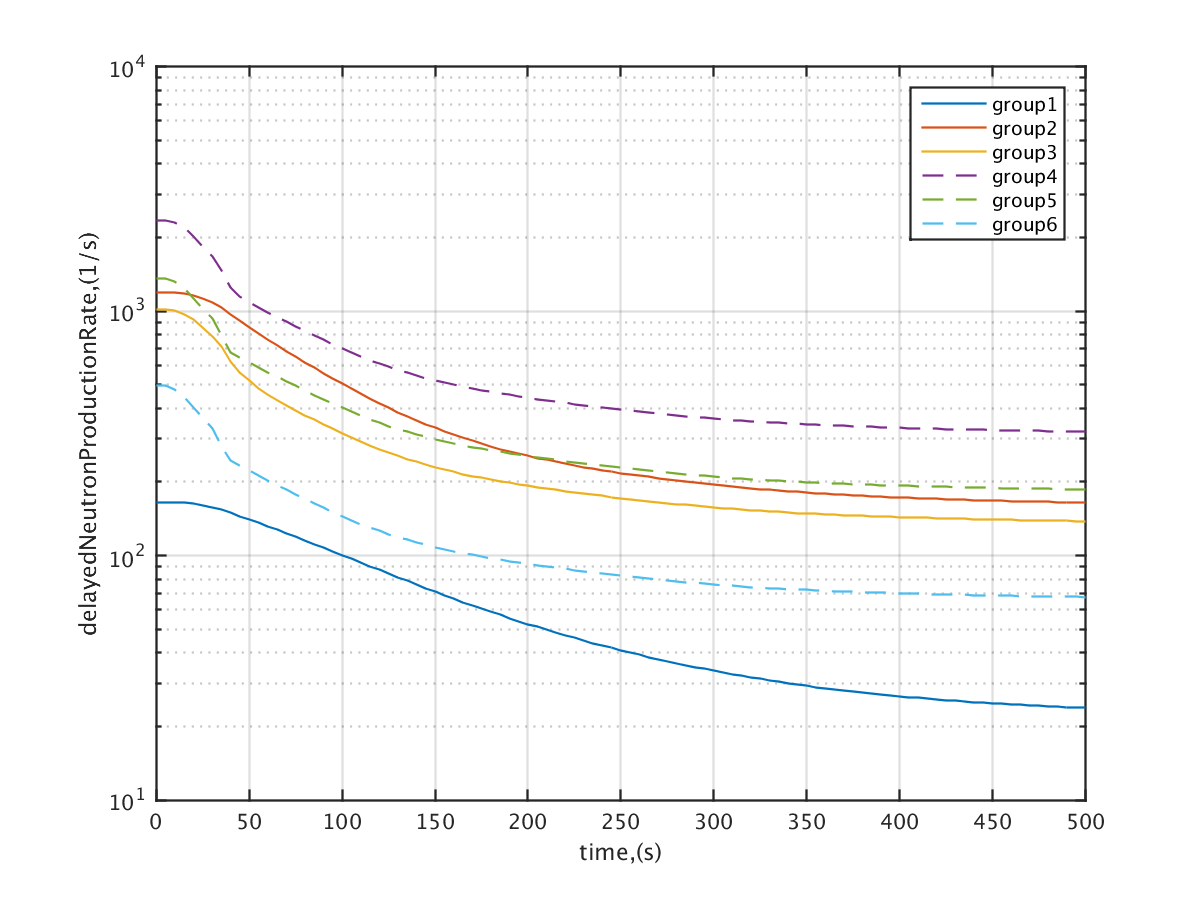 10^4
10^3
10^2
10^1
delayedNeutronProductionRate,(1/s)
group1
group2
group3
group4
group5
group6
0 50 100 150 200 250 300 350 400 450 500
time,(s)